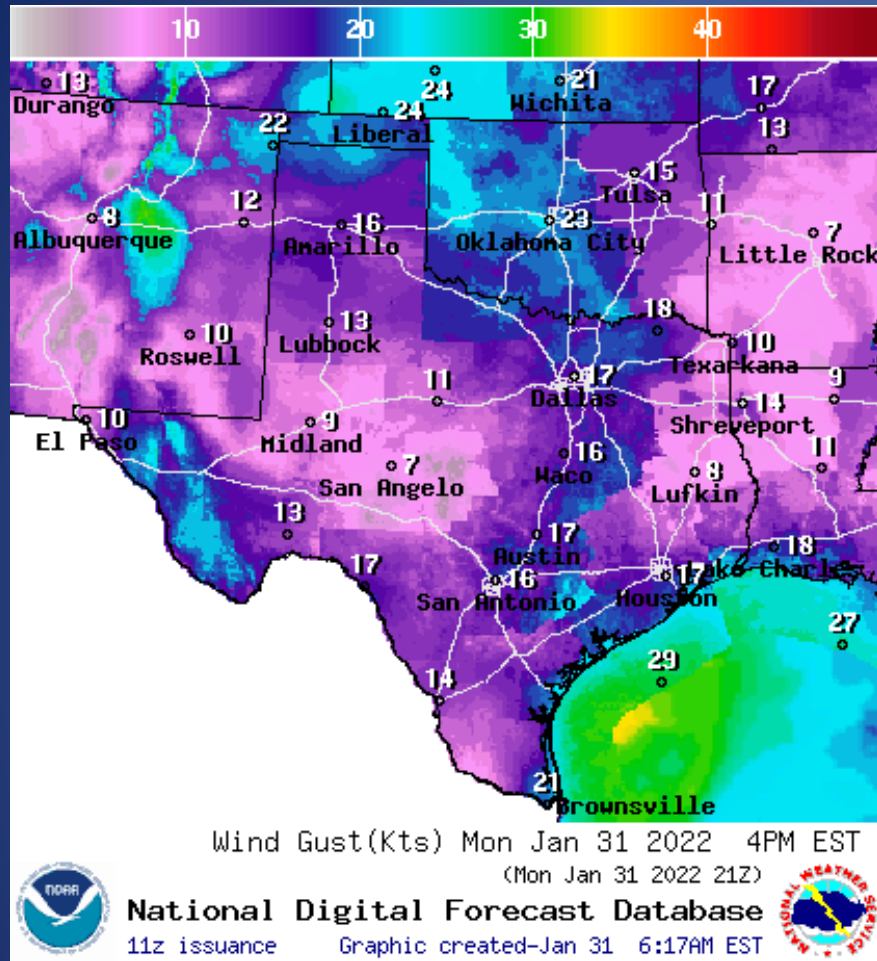 10 20 30 40
13
Durango
24
24
Liberal
21
Wichita
17
13
22
15
Tulsa
8
Albuquerque
12
16
Amarillo
23
Oklahoma City
11
7
Little Rock
10
Roswell
13
Lubbock
18
10
Texarkana
17
Dallas
11
9
14
Shreveport
10
El Paso
9
Midland
7
San Angelo
16
Waco
8
Lufkin
11
13
17
Austin
18
Lake Charles
17
16
San Antonio
17
Houston
27
29
14
21
Brownsville
Wind Gust(Kts) Mon Jan 31 2022 4PM EST
(Mon Jan 31 2022 21Z)
National Digital Forecast Database
11z issuance Graphic created-Jan 31 6:17AM EST
NOAA
NATIONAL WEATHER SERVICE